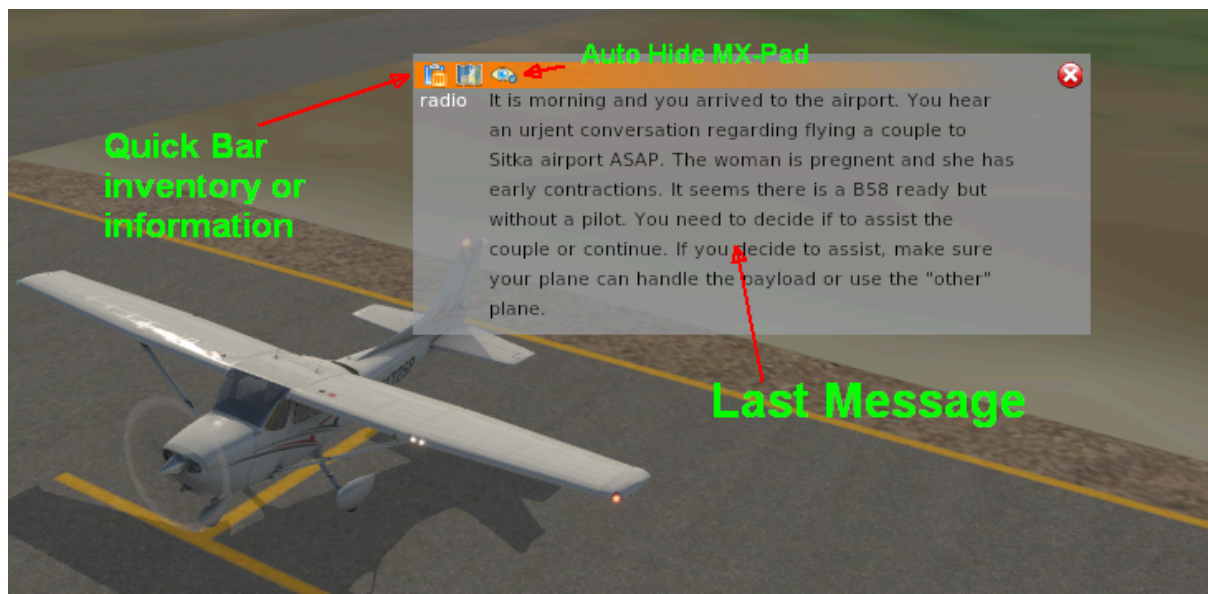 Auto Hide MX-Pad
radio It is morning and you arrived to the airport. You hear
an urjent conversation regarding flying a couple to
Sitka airport ASAP. The woman is pregnent and she has
early contractions. It seems there is a B58 ready but
without a pilot. You need to decide if to assist the
couple or continue. If you decide to assist, make sure
your plane can handle the payload or use the "other"
plane.
Quick Bar
inventory or
information
Last Message